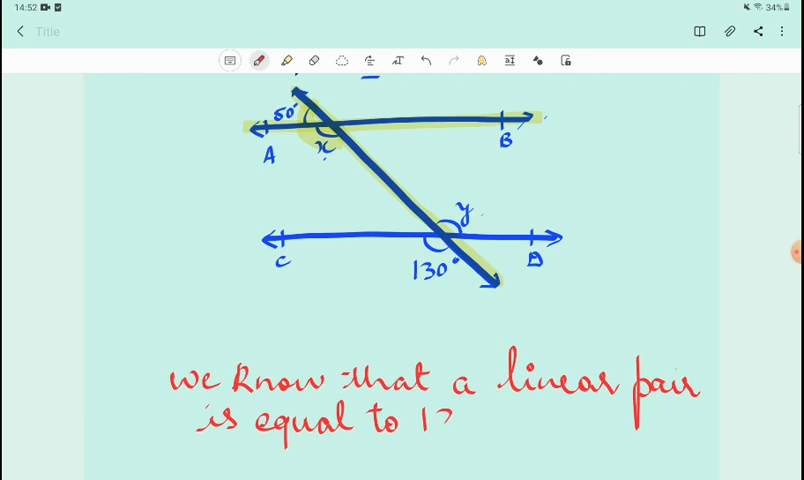 14:52
34%
Title
50°
A
x
B
y
C
130°
D
we know that a linear pair
is equal to 1